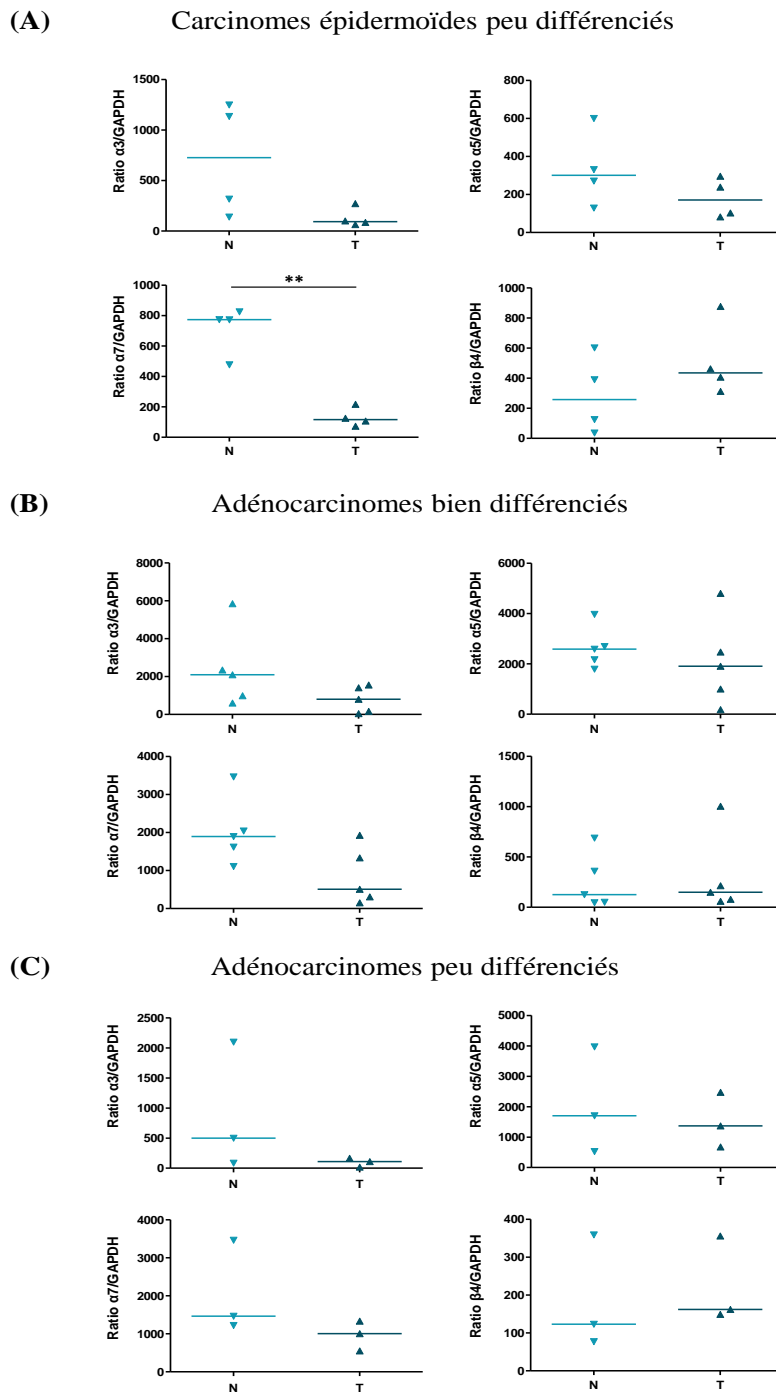 (A) Carcinomes épidermoïdes peu différenciés
Ratio α3/GAPDH
1500
1000
500
0
N T
Ratio α5/GAPDH
800
600
400
200
0
N T
Ratio α7/GAPDH
1000
800
600
400
200
0
**
N T
Ratio β4/GAPDH
1000
800
600
400
200
0
N T
(B) Adénocarcinomes bien différenciés
Ratio α3/GAPDH
8000
6000
4000
2000
0
N T
Ratio α5/GAPDH
6000
4000
2000
0
N T
Ratio α7/GAPDH
4000
3000
2000
1000
0
N T
Ratio β4/GAPDH
1500
1000
500
0
N T
(C) Adénocarcinomes peu différenciés
Ratio α3/GAPDH
2500
2000
1500
1000
500
0
N T
Ratio α5/GAPDH
5000
4000
3000
2000
1000
0
N T
Ratio α7/GAPDH
4000
3000
2000
1000
0
N T
Ratio β4/GAPDH
400
300
200
100
0
N T